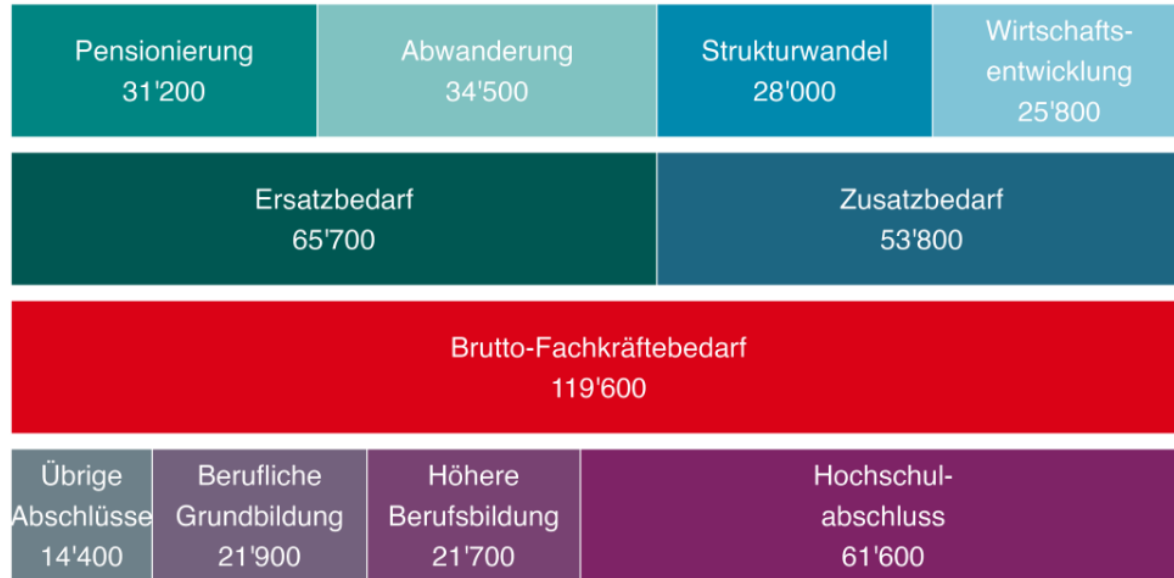 Pensionierung
31'200
Abwanderung
34'500
Strukturwandel
28'000
Wirtschafts-
entwicklung
25'800
Ersatzbedarf
65'700
Zusatzbedarf
53'800
Brutto-Fachkräftebedarf
119'600
Übrige
Abschlüsse
14'400
Berufliche
Grundbildung
21'900
Höhere
Berufsbildung
21'700
Hochschul-
abschluss
61'600